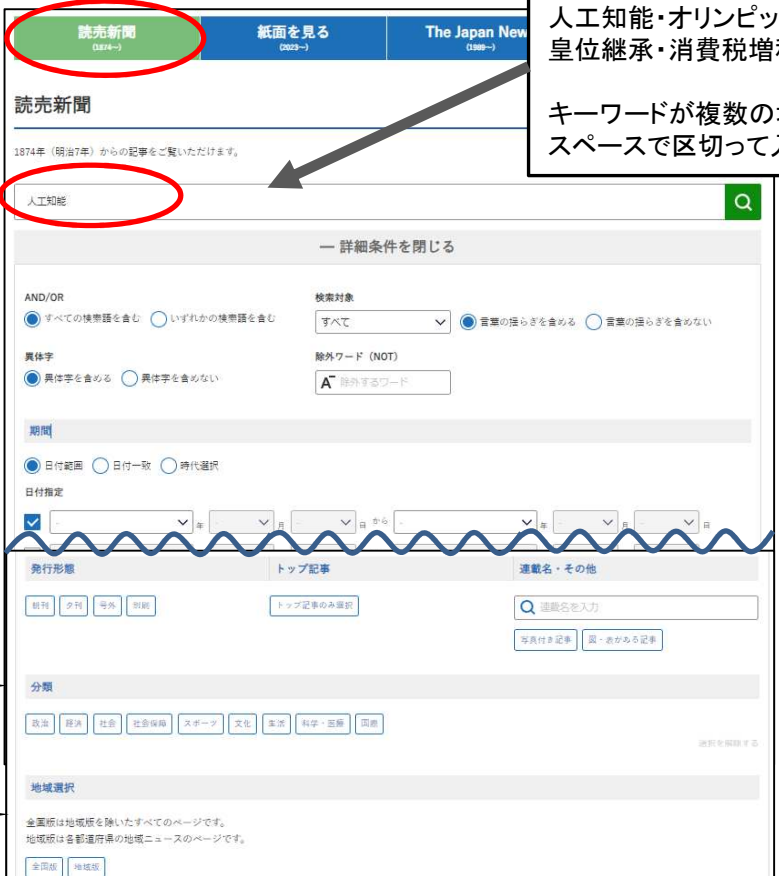 読売新聞
(1874~)
紙面を見る
(2023~)
The Japan New
(1989~)
人工知能・オリンピッ
皇位継承・消費税増
キーワードが複数の
スペースで区切って
読売新聞
1874年(明治7年)からの記事をご覧いただけます。
人工知能
— 詳細条件を閉じる
AND/OR
検索対象
すべての検索語を含む いずれかの検索語を含む
すべて 言葉の揺らぎを含める 言葉の揺らぎを含めない
異体字
除外ワード (NOT)
異体字を含める 異体字を含めない
A 除外するワード
期間
日付範囲 日付一致 時代選択
日付指定
- 年 - 月 - 日 から - 年 - 月 - 日
発行形態 トップ記事 連載名・その他
朝刊 夕刊 号外 別刷 トップ記事のみ選択 連載名を入力
写真付き記事 図・表がある記事
分類
政治 経済 社会 社会保障 スポーツ 文化 生活 科学・医療 国際
選択を解除する
地域選択
全国版は地域版を除いたすべてのページです。
地域版は各都道府県の地域ニュースのページです。
全国版 地域版